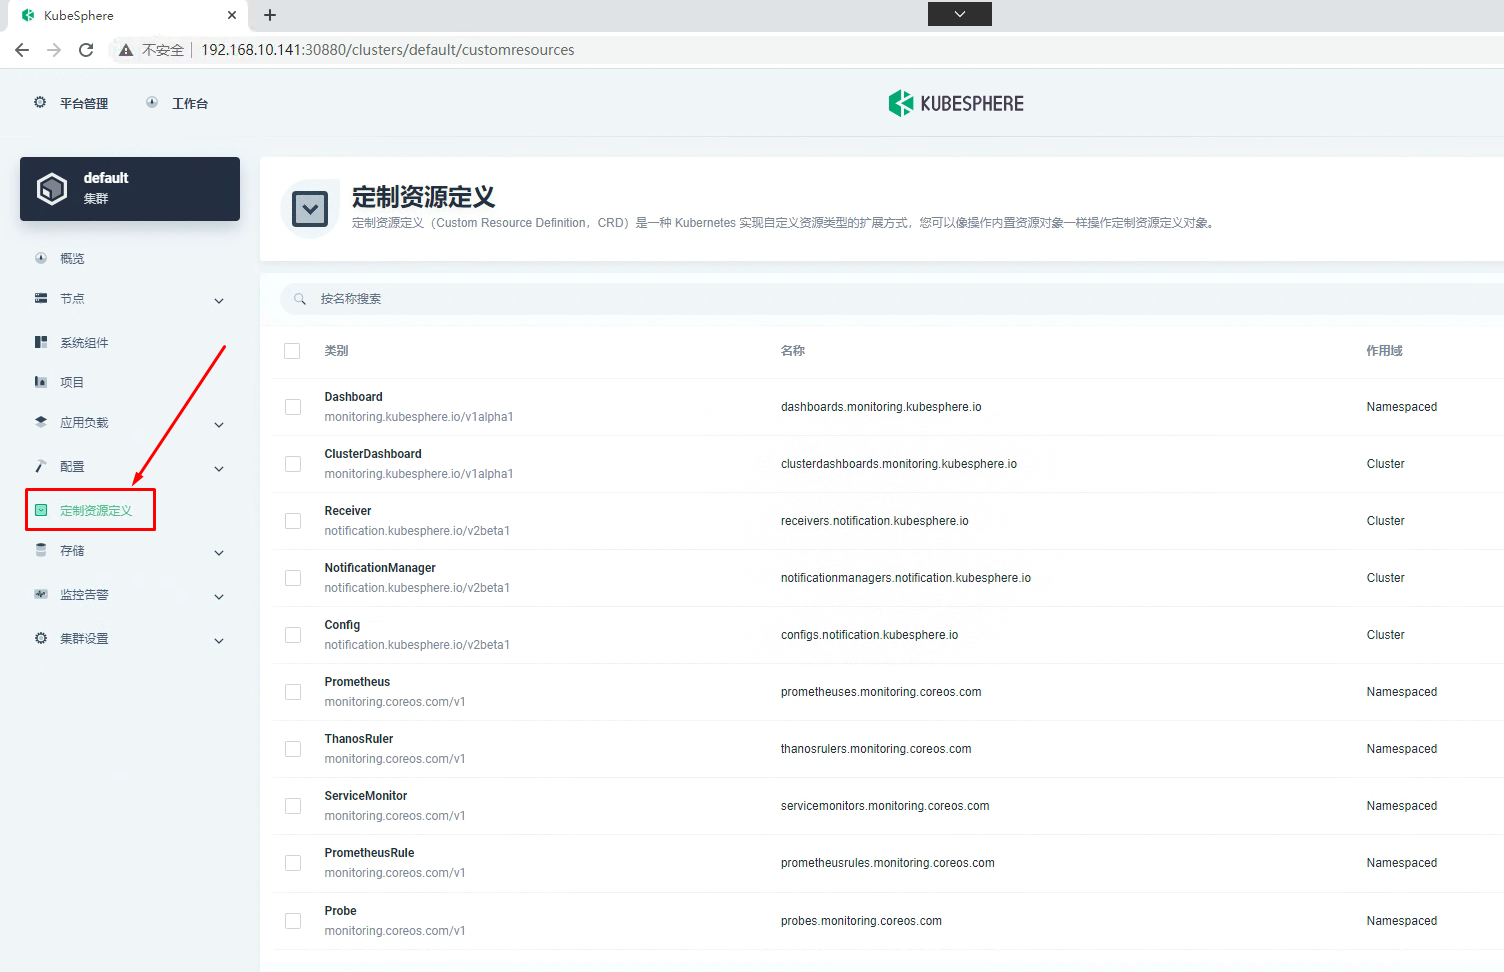 KubeSphere
不安全
192.168.10.141:30880/clusters/default/customresources
平台管理
工作台
KUBESPHERE
default
集群
概览
节点
系统组件
项目
应用负载
配置
定制资源定义
存储
监控告警
集群设置
定制资源定义
定制资源定义（Custom Resource Definition，CRD）是一种 Kubernetes 实现自定义资源类型的扩展方式，您可以像操作内置资源对象一样操作定制资源定义对象。
按名称搜索
类别 名称 作用域
Dashboard
monitoring.kubesphere.io/v1alpha1
dashboards.monitoring.kubesphere.io
Namespaced
ClusterDashboard
monitoring.kubesphere.io/v1alpha1
clusterdashboards.monitoring.kubesphere.io
Cluster
Receiver
notification.kubesphere.io/v2beta1
receivers.notification.kubesphere.io
Cluster
NotificationManager
notification.kubesphere.io/v2beta1
notificationmanagers.notification.kubesphere.io
Cluster
Config
notification.kubesphere.io/v2beta1
configs.notification.kubesphere.io
Cluster
Prometheus
monitoring.coreos.com/v1
prometheuses.monitoring.coreos.com
Namespaced
ThanosRuler
monitoring.coreos.com/v1
thanosrulers.monitoring.coreos.com
Namespaced
ServiceMonitor
monitoring.coreos.com/v1
servicemonitors.monitoring.coreos.com
Namespaced
PrometheusRule
monitoring.coreos.com/v1
prometheusrules.monitoring.coreos.com
Namespaced
Probe
monitoring.coreos.com/v1
probes.monitoring.coreos.com
Namespaced